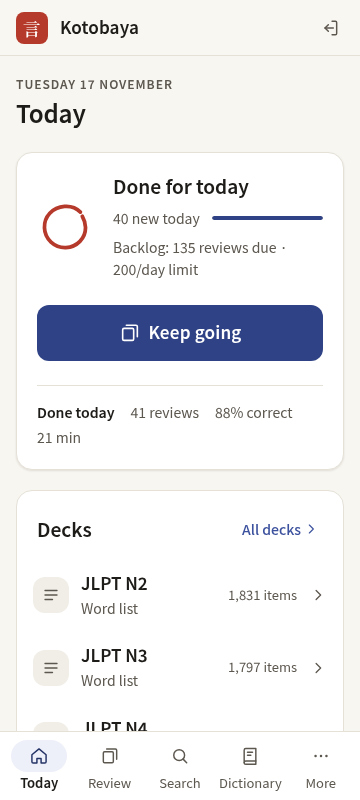 言 Kotobaya
TUESDAY 17 NOVEMBER
Today
Done for today
40 new today
Backlog: 135 reviews due ·
200/day limit
Keep going
Done today 41 reviews 88% correct
21 min
Decks All decks
JLPT N2
Word list
1,831 items
JLPT N3
Word list
1,797 items
JLPT N4
Today Review Search Dictionary More